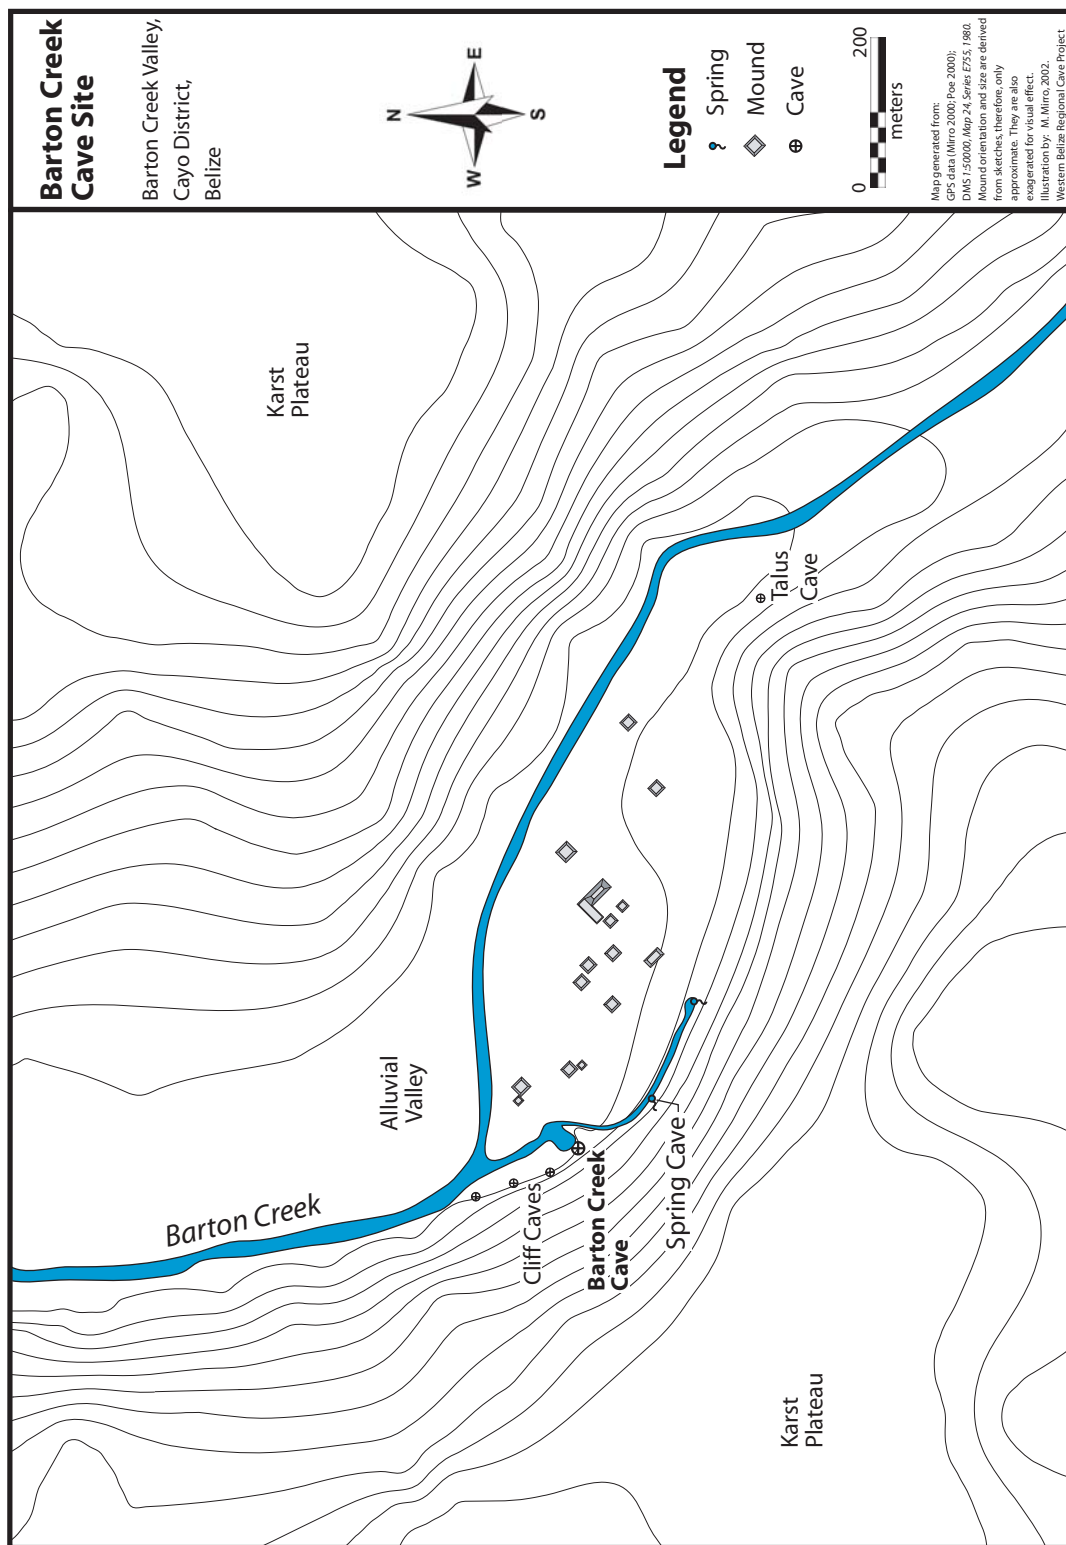 Barton Creek
Cave Site
Barton Creek Valley,
Cayo District,
Belize
N
E
S
W
Legend
Spring
Mound
Cave
0
200
meters
Map generated from:
GPS data (Mirro 2000; Poe 2000);
DMS 1:50000, Map 24, Series E755, 1980.
Mound orientation and size are derived
from sketches, therefore, only
approximate. They are also
exagerated for visual effect.
Illustration by: M. Mirro, 2002.
Western Belize Regional Cave Project
Karst
Plateau
Talus
Cave
Alluvial
Valley
Barton Creek
Cliff Caves
Barton Creek
Cave
Spring Cave
Karst
Plateau